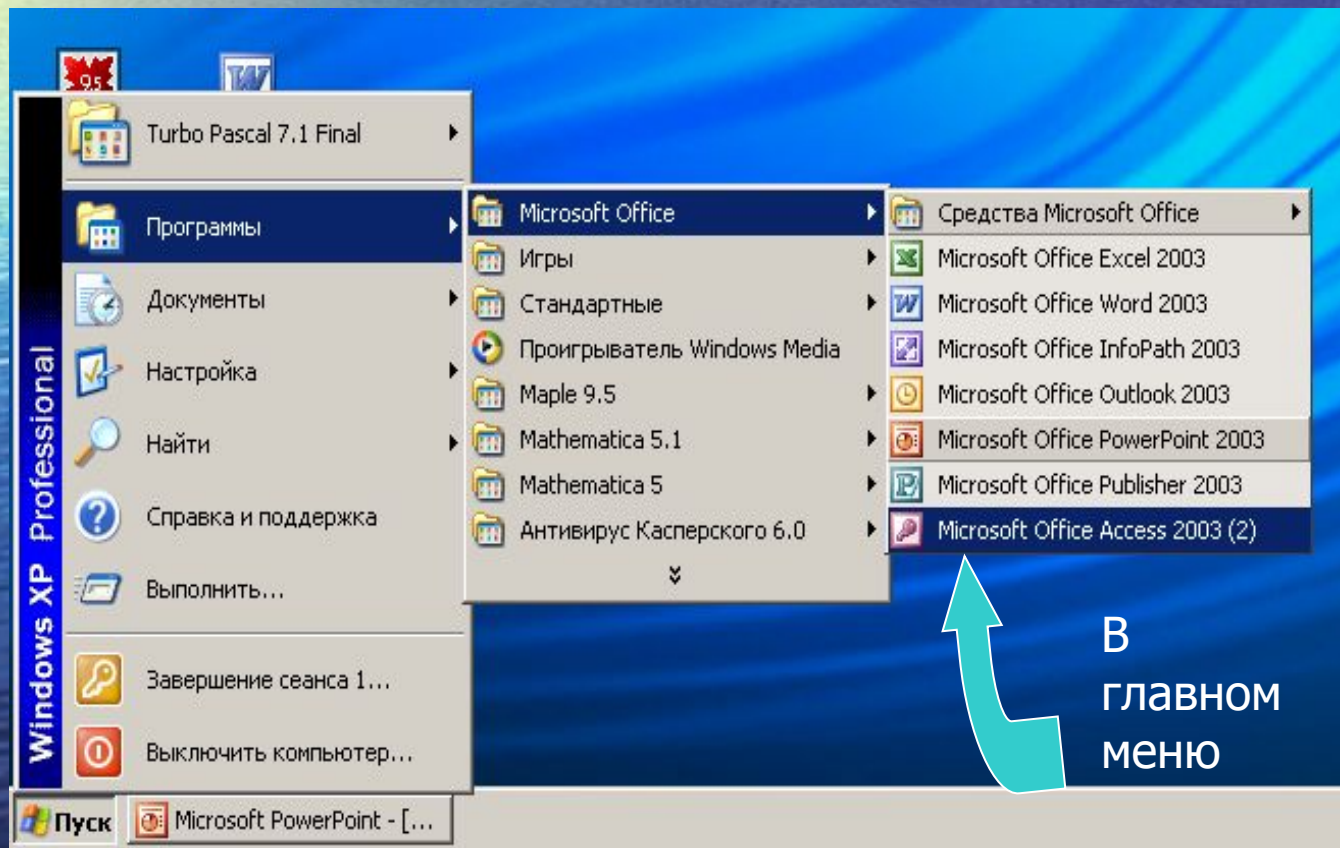 9.5
W
Turbo Pascal 7.1 Final
Программы
Документы
Настройка
Найти
Справка и поддержка
Выполнить...
Завершение сеанса 1...
Выключить компьютер...
Windows XP Professional
Microsoft Office
Игры
Стандартные
Проигрыватель Windows Media
Maple 9.5
Mathematica 5.1
Mathematica 5
Антивирус Касперского 6.0
Средства Microsoft Office
Microsoft Office Excel 2003
Microsoft Office Word 2003
Microsoft Office InfoPath 2003
Microsoft Office Outlook 2003
Microsoft Office PowerPoint 2003
Microsoft Office Publisher 2003
Microsoft Office Access 2003 (2)
В
главном
меню
Пуск
Microsoft PowerPoint - [...